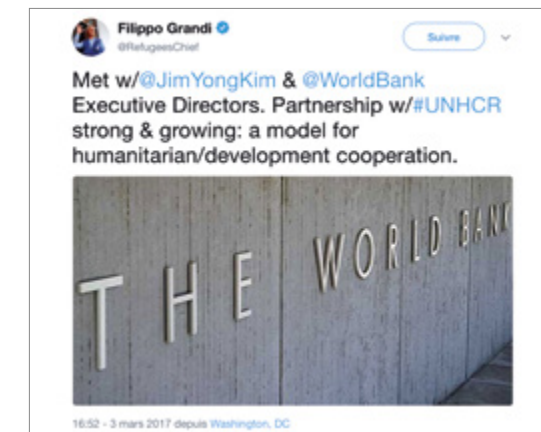 Filippo Grandi
@RefugeesChief
Suivre
Met w/@JimYongKim & @WorldBank
Executive Directors. Partnership w/#UNHCR
strong & growing: a model for
humanitarian/development cooperation.
THE WORLD BANK
16:52 - 3 mars 2017 depuis Washington, DC